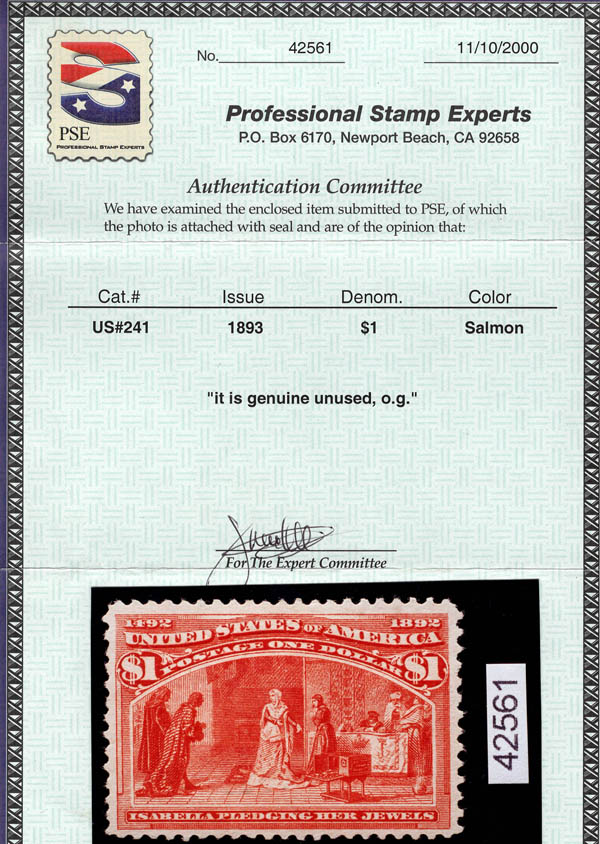 No. 42561 11/10/2000
PSE
PROFESSIONAL STAMP EXPERTS
Professional Stamp Experts
P.O. Box 6170, Newport Beach, CA 92658
Authentication Committee
We have examined the enclosed item submitted to PSE, of which
the photo is attached with seal and are of the opinion that:
Cat.# Issue Denom. Color
US#241 1893 $1 Salmon
"it is genuine unused, o.g."
For The Expert Committee
1492 1892
UNITED STATES OF AMERICA
$1 POSTAGE ONE DOLLAR $1
ISABELLA PLEDGING HER JEWELS
42561